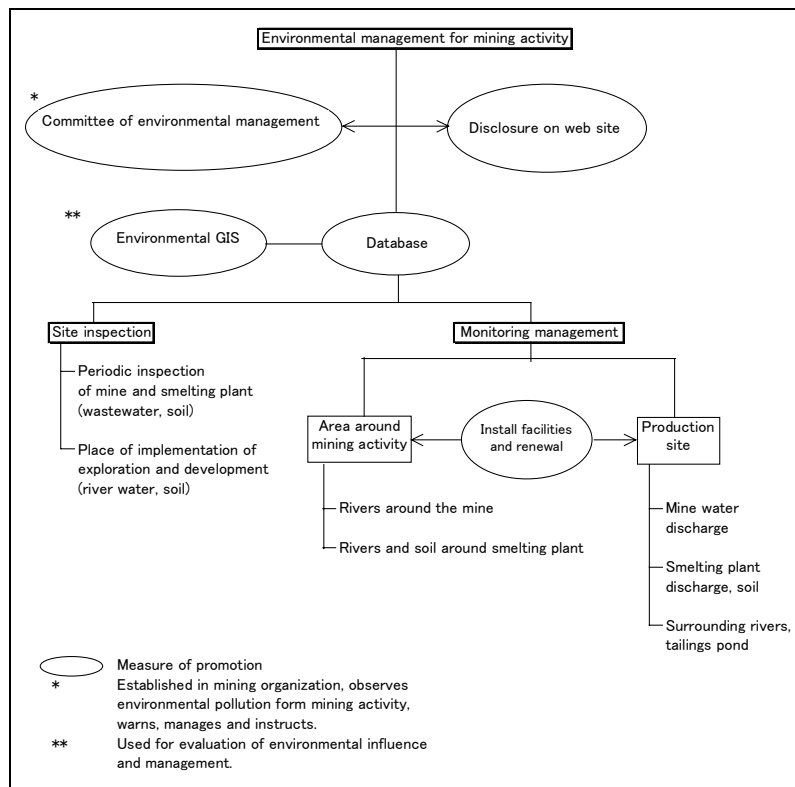 Environmental management for mining activity
*
Committee of environmental management
Disclosure on web site
**
Environmental GIS
Database
Site inspection
Monitoring management
Periodic inspection
of mine and smelting plant
(wastewater, soil)
Place of implementation of
exploration and development
(river water, soil)
Area around
mining activity
Install facilities
and renewal
Production
site
Rivers around the mine
Rivers and soil around smelting plant
Mine water
discharge
Smelting plant
discharge, soil
Surrounding rivers,
tailings pond
Measure of promotion
* Established in mining organization, observes
environmental pollution form mining activity,
warns, manages and instructs.
** Used for evaluation of environmental influence
and management.